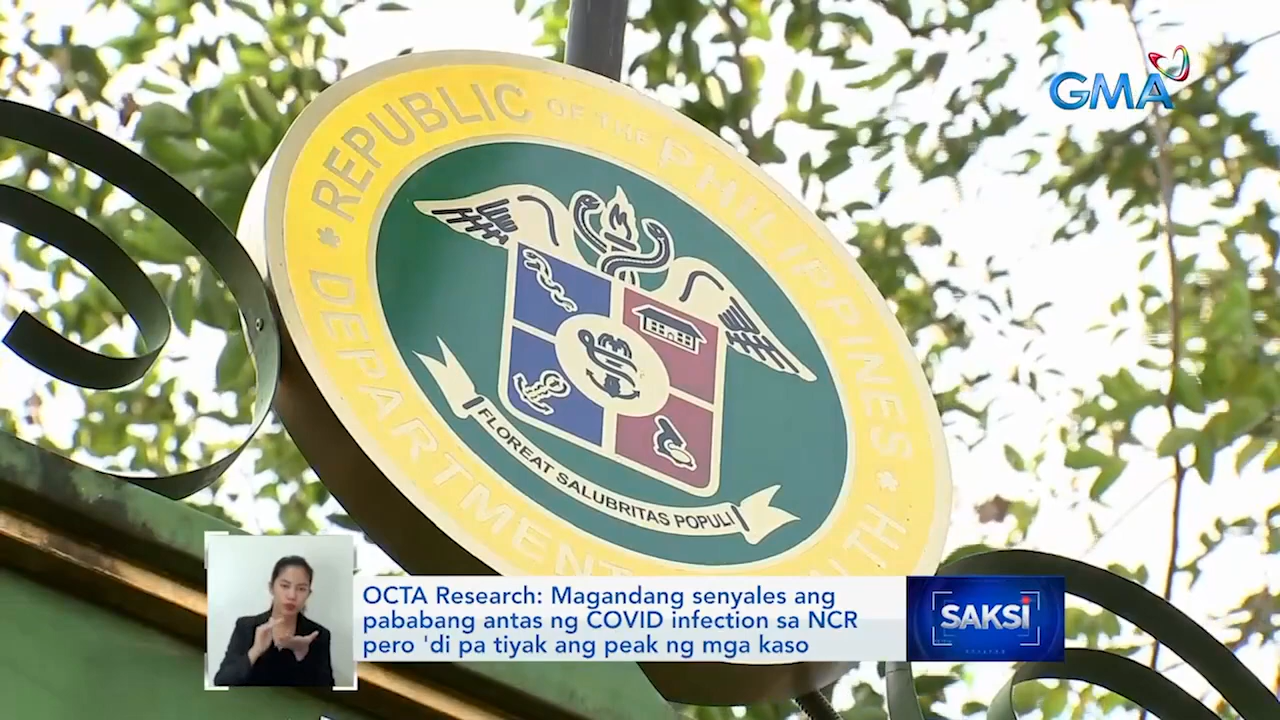 GMA
REPUBLIC OF THE PHILIPPINES
DEPARTMENT
FLOREAT SALUBRITAS POPULI
OCTA Research: Magandang senyales ang
pababang antas ng COVID infection sa NCR
pero 'di pa tiyak ang peak ng mga kaso
SAKSI